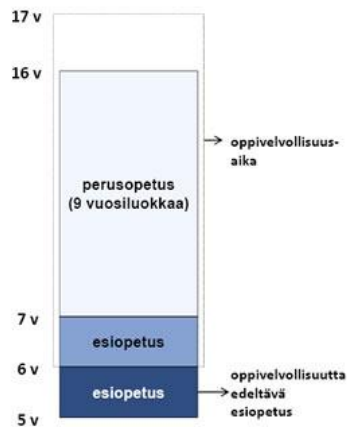 17 v
16 v
oppivelvollisuus-
aika
perusopetus
(9 vuosiluokkaa)
7 v
esiopetus
6 v
esiopetus
oppivelvollisuutta
edeltävä
esiopetus
5 v